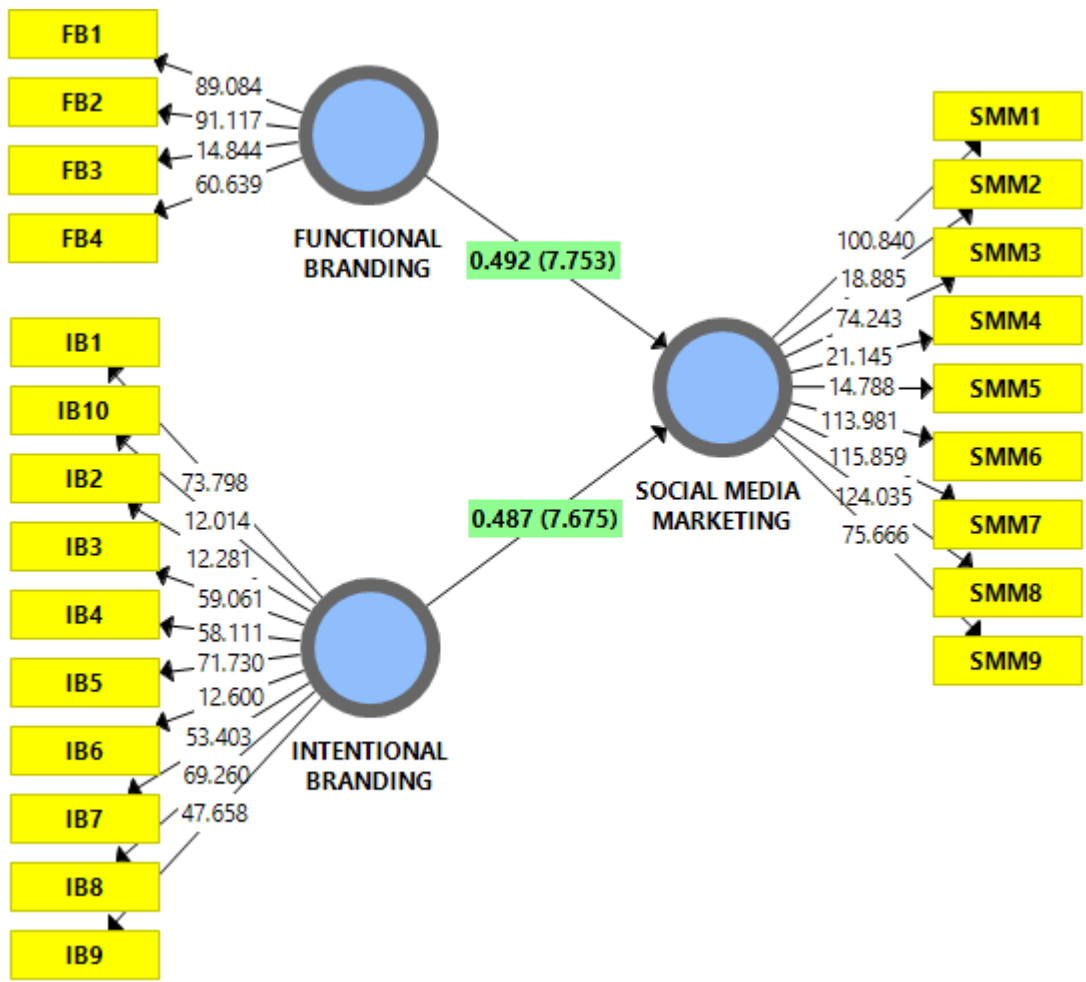 FB1
FB2
FB3
FB4
89.084
91.117
14.844
60.639
FUNCTIONAL
BRANDING
0.492 (7.753)
IB1
IB10
IB2
IB3
IB4
IB5
IB6
IB7
IB8
IB9
73.798
12.014
12.281
59.061
58.111
71.730
12.600
53.403
69.260
47.658
INTENTIONAL
BRANDING
0.487 (7.675)
SOCIAL MEDIA
MARKETING
100.840
18.885
74.243
21.145
14.788
113.981
115.859
124.035
75.666
SMM1
SMM2
SMM3
SMM4
SMM5
SMM6
SMM7
SMM8
SMM9